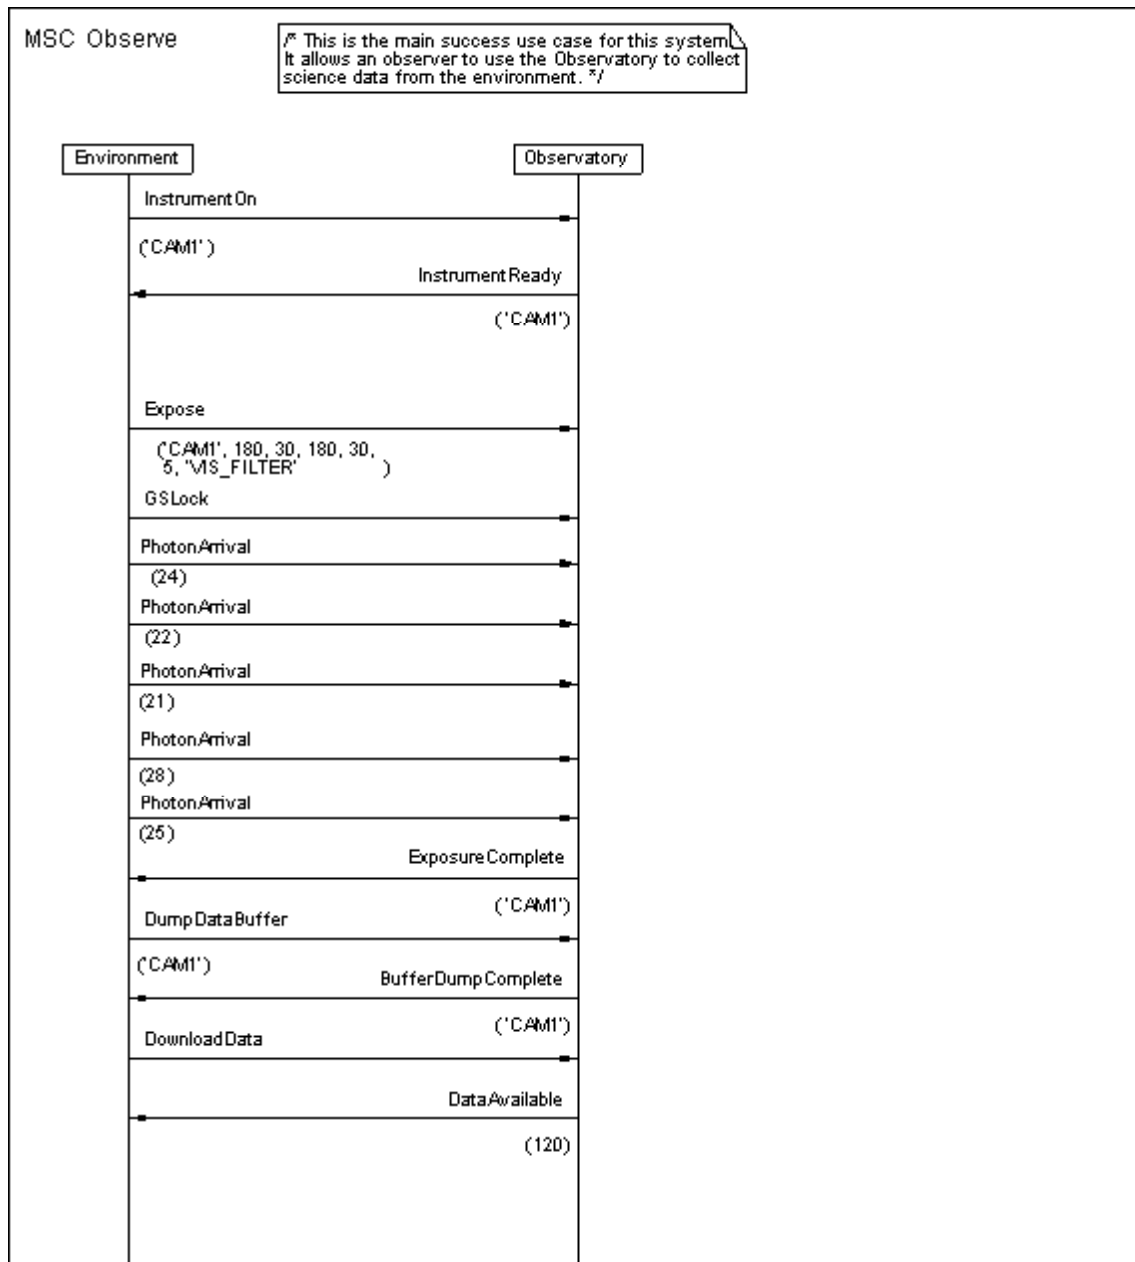 MSC Observe
/* This is the main success use case for this system.
It allows an observer to use the Observatory to collect
science data from the environment. */
Environment
Observatory
InstrumentOn
('CAM1')
InstrumentReady
('CAM1')
Expose
('CAM1', 180, 30, 180, 30,
5, 'VIS_FILTER' )
GSLock
PhotonArrival
(24)
PhotonArrival
(22)
PhotonArrival
(21)
PhotonArrival
(28)
PhotonArrival
(25)
ExposureComplete
('CAM1')
DumpDataBuffer
('CAM1')
BufferDumpComplete
('CAM1')
DownloadData
DataAvailable
(120)